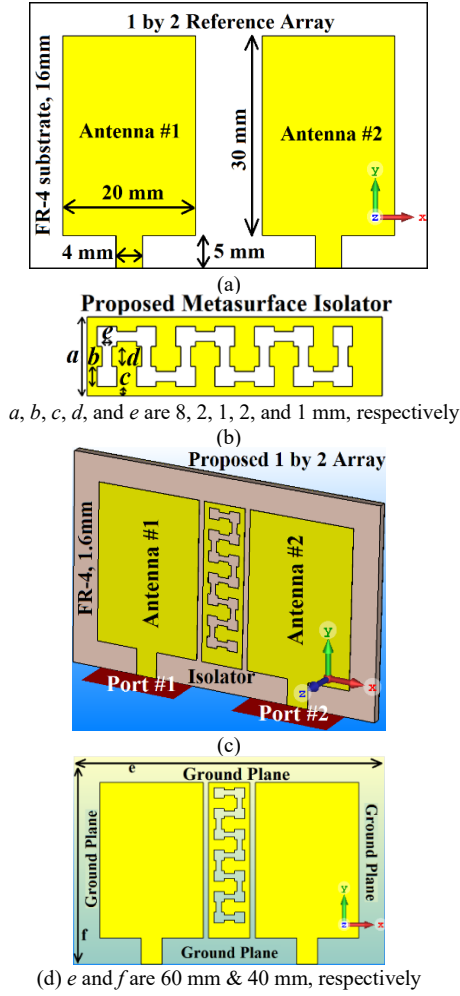 1 by 2 Reference Array
FR-4 substrate, 16mm
Antenna #1
20 mm
4 mm
5 mm
30 mm
Antenna #2
y
z
x
(a)
Proposed Metasurface Isolator
a
b
e
d
c
a, b, c, d, and e are 8, 2, 1, 2, and 1 mm, respectively
(b)
Proposed 1 by 2 Array
FR-4, 1.6mm
Antenna #1
Antenna #2
Isolator
Port #1
Port #2
y
z
x
(c)
e
Ground Plane
Ground Plane
Ground Plane
f
Ground Plane
y
z
x
(d) e and f are 60 mm & 40 mm, respectively